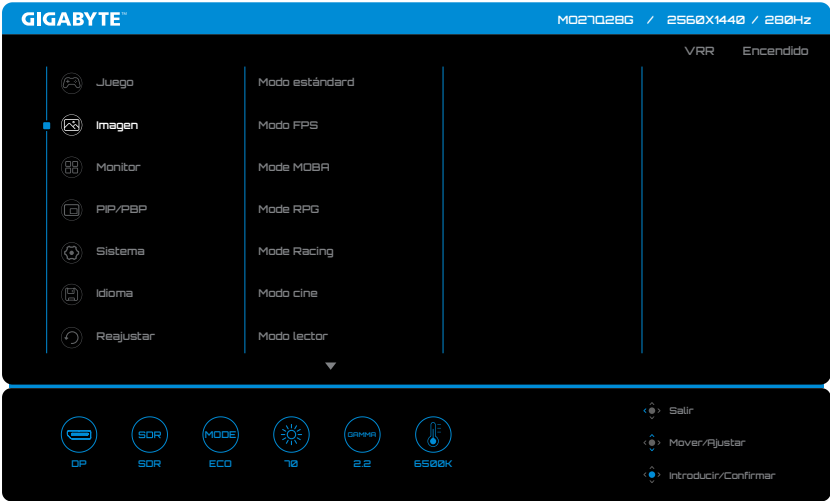 GIGABYTE™
MO27Q28G / 2560X1440 / 280Hz
VRR Encendido
Juego
Modo estándard
Imagen
Modo FPS
Monitor
Mode MOBA
PIP/PBP
Mode RPG
Sistema
Mode Racing
Idioma
Modo cine
Reajustar
Modo lector
Salir
SDR
MODE
GAMMA
Mover/Ajustar
DP
SDR
ECO
70
2.2
6500K
Introducir/Confirmar